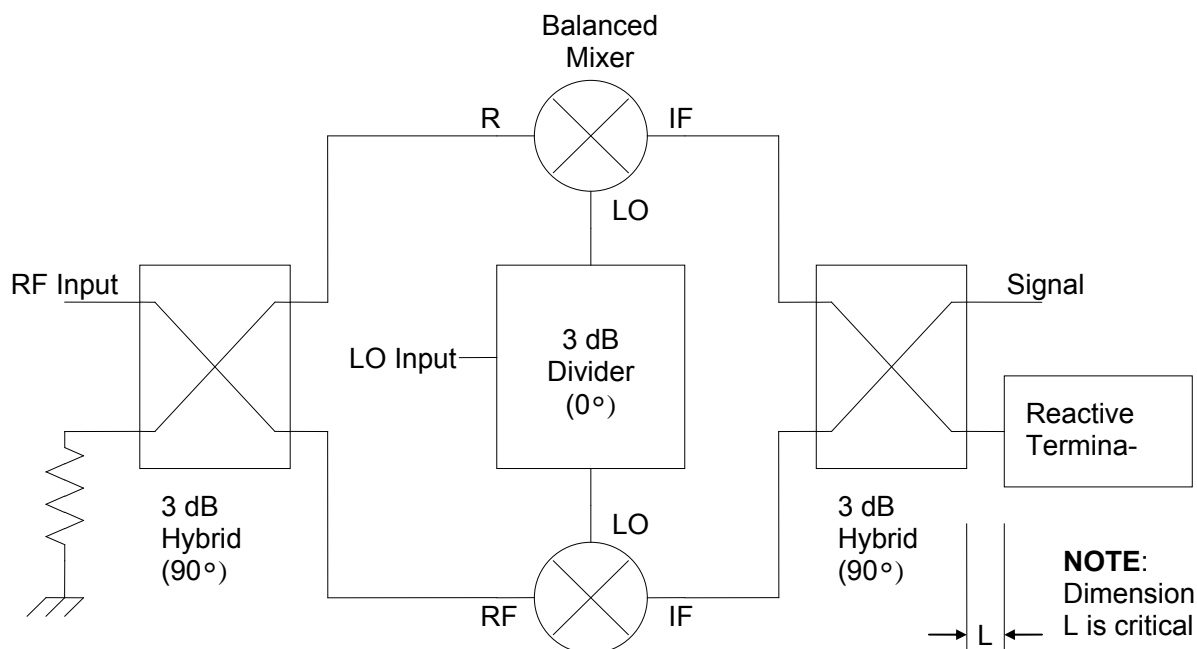 Balanced
Mixer
R
IF
LO
RF Input
Signal
LO Input
3 dB
Divider
(0°)
Reactive
Termina-
3 dB
Hybrid
(90°)
LO
3 dB
Hybrid
(90°)
NOTE:
Dimension
L is critical
RF
IF
L